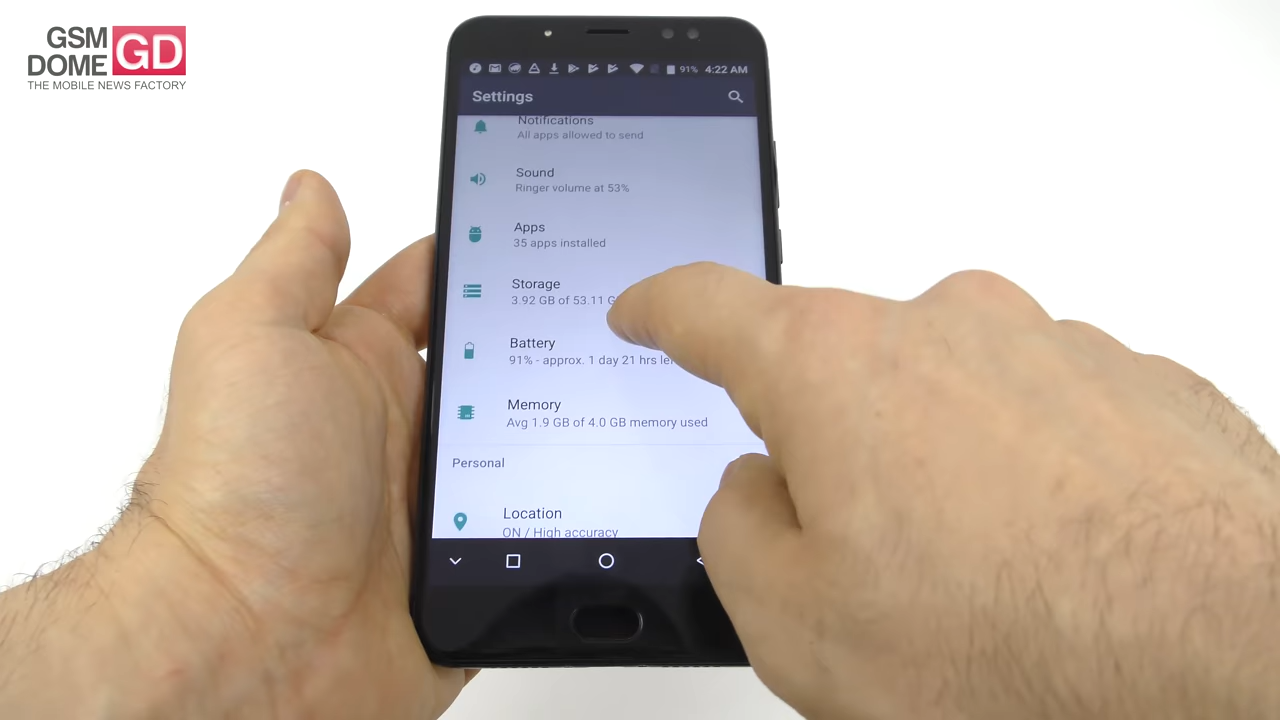 GSM
DOME GD
THE MOBILE NEWS FACTORY
91% 4:22 AM
Settings
Notifications
All apps allowed to send
Sound
Ringer volume at 53%
Apps
35 apps installed
Storage
3.92 GB of 53.11
Battery
91% - approx. 1 day 21 hrs
Memory
Avg 1.9 GB of 4.0 GB memory used
Personal
Location
ON / High accuracy